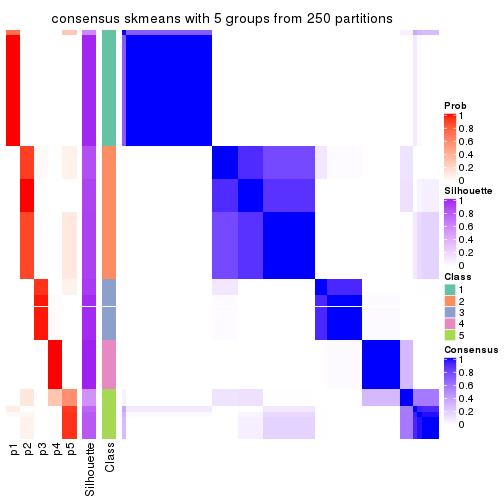 consensus skmeans with 5 groups from 250 partitions
Prob
1
0.8
0.6
0.4
0.2
0
Silhouette
1
0.8
0.6
0.4
0.2
0
Class
1
2
3
4
5
Consensus
1
0.8
0.6
0.4
0.2
0
p1
p2
p3
p4
p5
Silhouette
Class